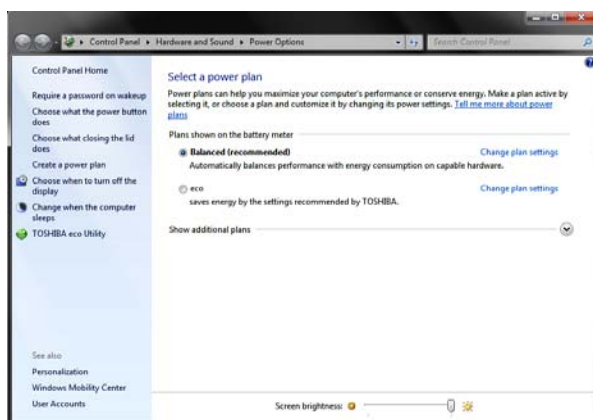 Control Panel ▸ Hardware and Sound ▸ Power Options
Search Control Panel
Control Panel Home
Require a password on wakeup
Choose what the power button
does
Choose what closing the lid
does
Create a power plan
Choose when to turn off the
display
Change when the computer
sleeps
TOSHIBA eco Utility
See also
Personalization
Windows Mobility Center
User Accounts
Select a power plan
Power plans can help you maximize your computer's performance or conserve energy. Make a plan active by
selecting it, or choose a plan and customize it by changing its power settings. Tell me more about power
plans
Plans shown on the battery meter
Balanced (recommended) Change plan settings
Automatically balances performance with energy consumption on capable hardware.
eco Change plan settings
saves energy by the settings recommended by TOSHIBA.
Show additional plans
Screen brightness: